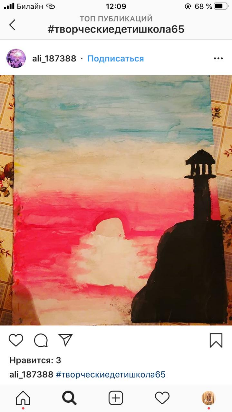 Билайн
12:09
68 %
ТОП ПУБЛИКАЦИЙ
#творческиедетишкола65
ali_187388 · Подписаться
Нравится: 3
ali_187388 #творческиедетишкола65